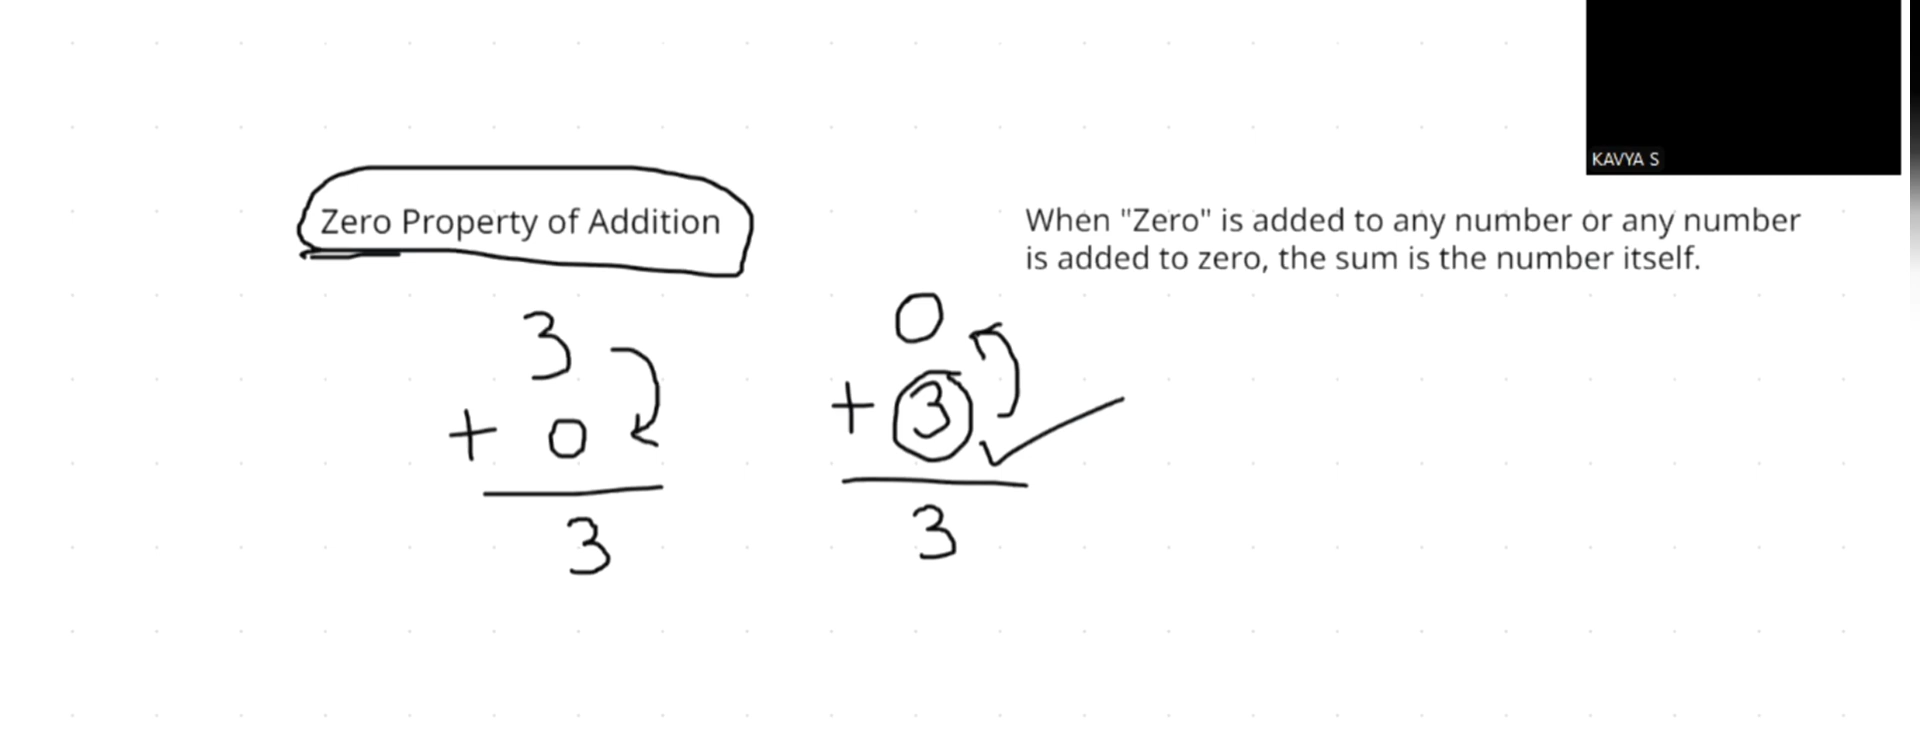 KAVYA S
Zero Property of Addition
When "Zero" is added to any number or any number
is added to zero, the sum is the number itself.
3
+ 0
3
0
+ 3
3